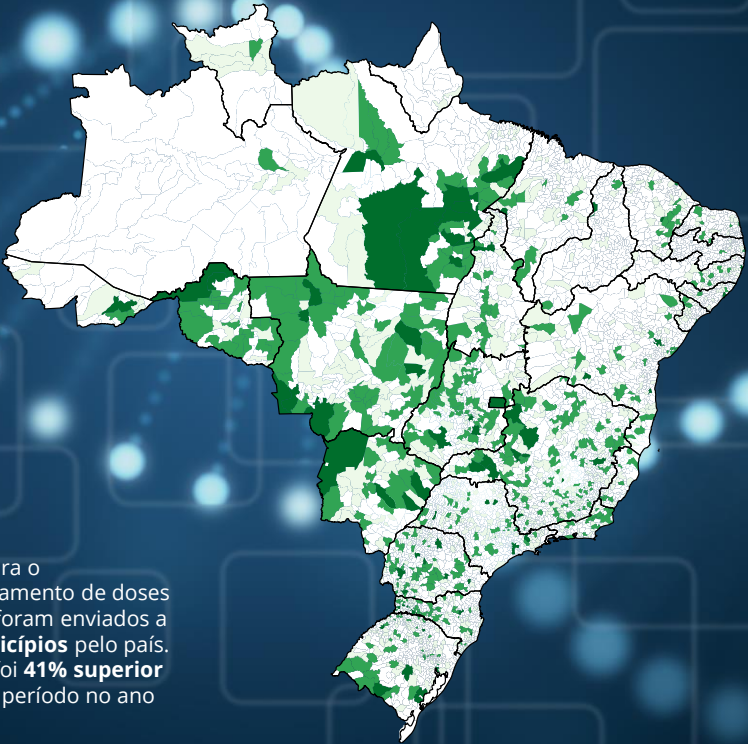 ra o
amento de doses
foram enviados a
icípios pelo país.
oi 41% superior
período no ano